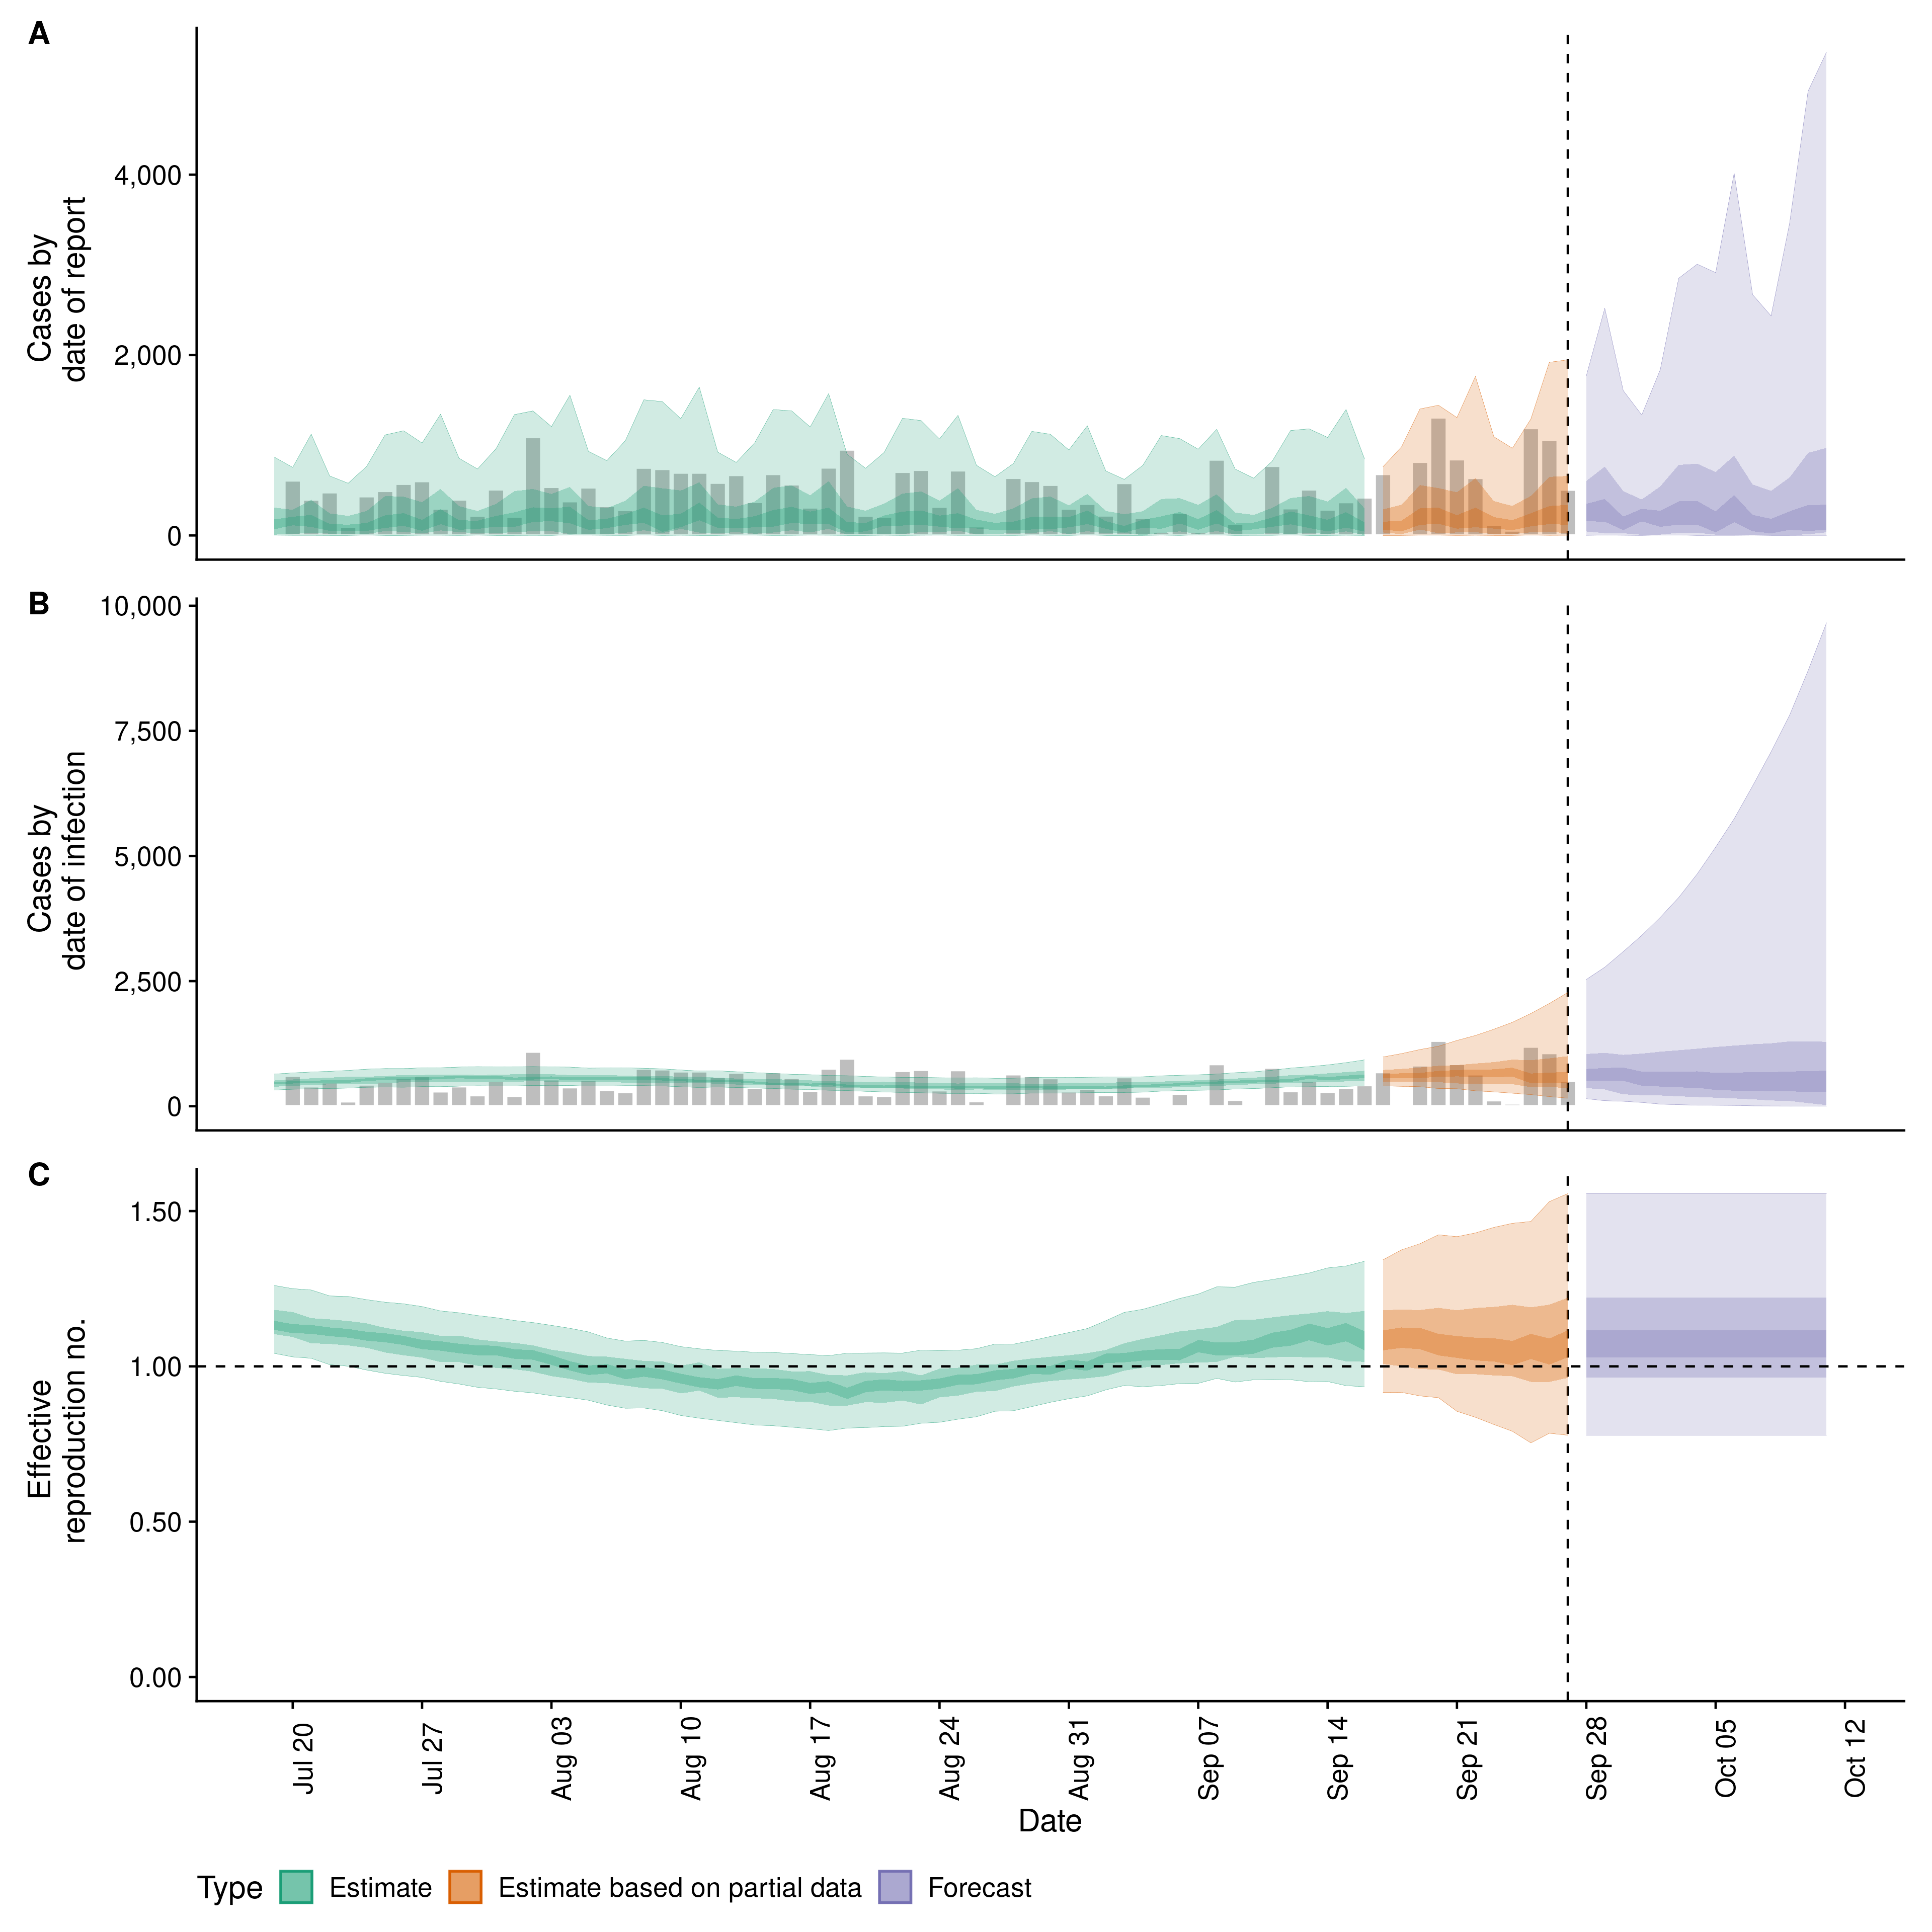 A
Cases by
date of report
4,000
2,000
0
B
Cases by
date of infection
10,000
7,500
5,000
2,500
0
C
Effective
reproduction no.
1.50
1.00
0.50
0.00
Jul 20
Jul 27
Aug 03
Aug 10
Aug 17
Aug 24
Aug 31
Sep 07
Sep 14
Sep 21
Sep 28
Oct 05
Oct 12
Date
Type Estimate Estimate based on partial data Forecast